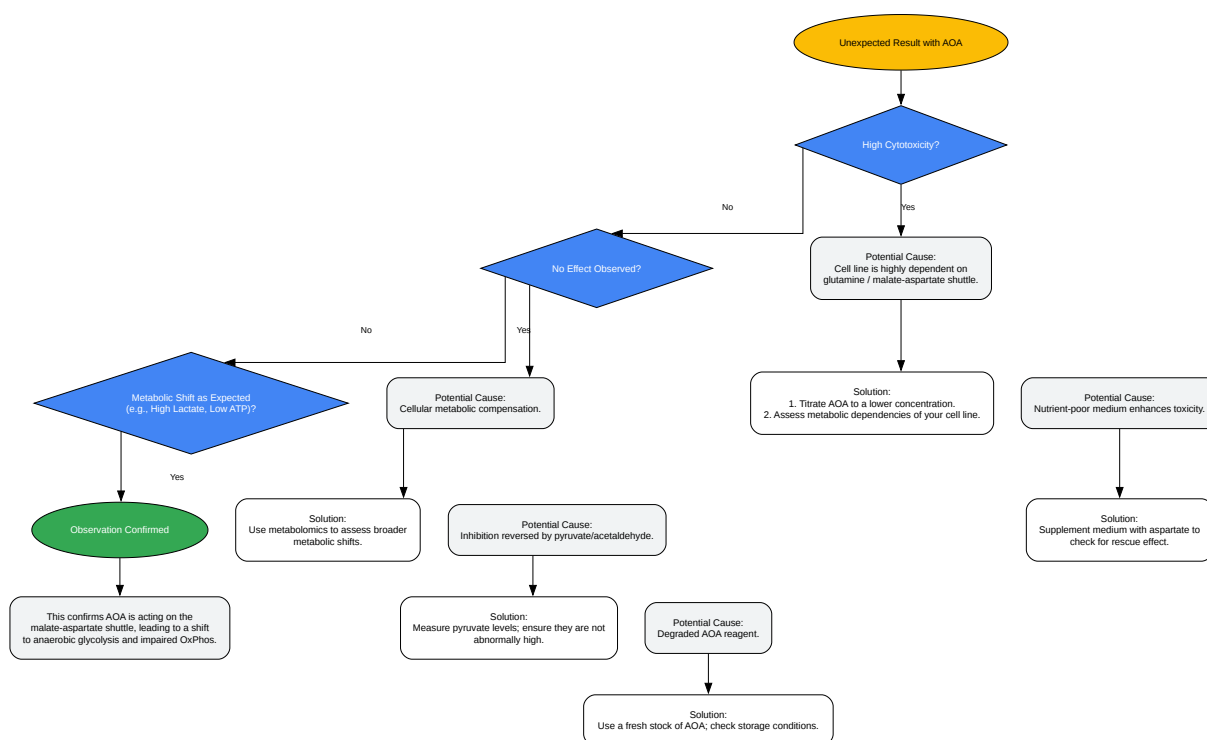 Unexpected Result with AOA
High Cytotoxicity?
No
Yes
No Effect Observed?
Potential Cause:
Cell line is highly dependent on
glutamine / malate-aspartate shuttle.
No
Yes
Metabolic Shift as Expected
(e.g., High Lactate, Low ATP)?
Potential Cause:
Cellular metabolic compensation.
Solution:
1. Titrate AOA to a lower concentration.
2. Assess metabolic dependencies of your cell line.
Potential Cause:
Nutrient-poor medium enhances toxicity.
Yes
Observation Confirmed
Solution:
Use metabolomics to assess broader
metabolic shifts.
Potential Cause:
Inhibition reversed by pyruvate/acetaldehyde.
Solution:
Supplement medium with aspartate to
check for rescue effect.
This confirms AOA is acting on the
malate-aspartate shuttle, leading to a shift
to anaerobic glycolysis and impaired OxPhos.
Solution:
Measure pyruvate levels; ensure they are not
abnormally high.
Potential Cause:
Degraded AOA reagent.
Solution:
Use a fresh stock of AOA; check storage conditions.